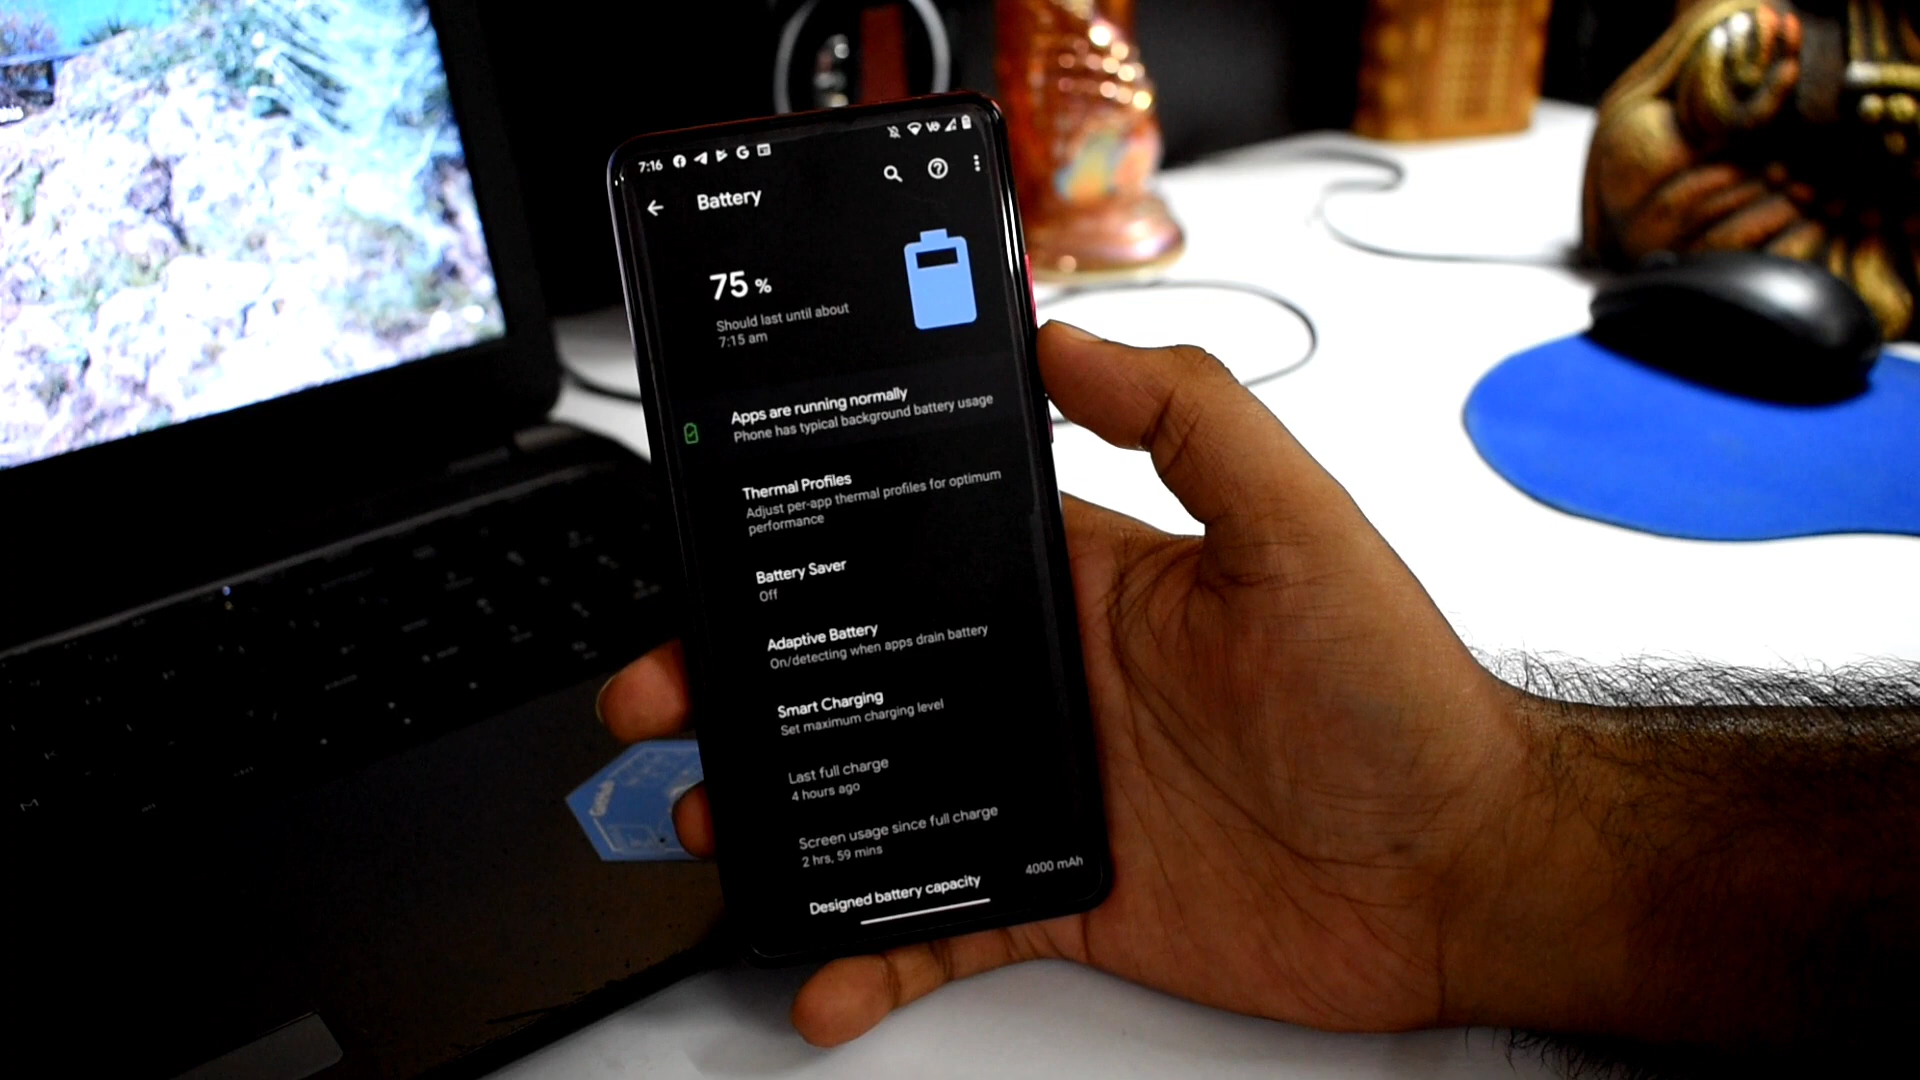 7:16
Battery
75 %
Should last until about
7:15 am
Apps are running normally
Phone has typical background battery usage
Thermal Profiles
Adjust per-app thermal profiles for optimum
performance
Battery Saver
Off
Adaptive Battery
On/detecting when apps drain battery
Smart Charging
Set maximum charging level
Last full charge
4 hours ago
Screen usage since full charge
2 hrs, 59 mins
Designed battery capacity
4000 mAh